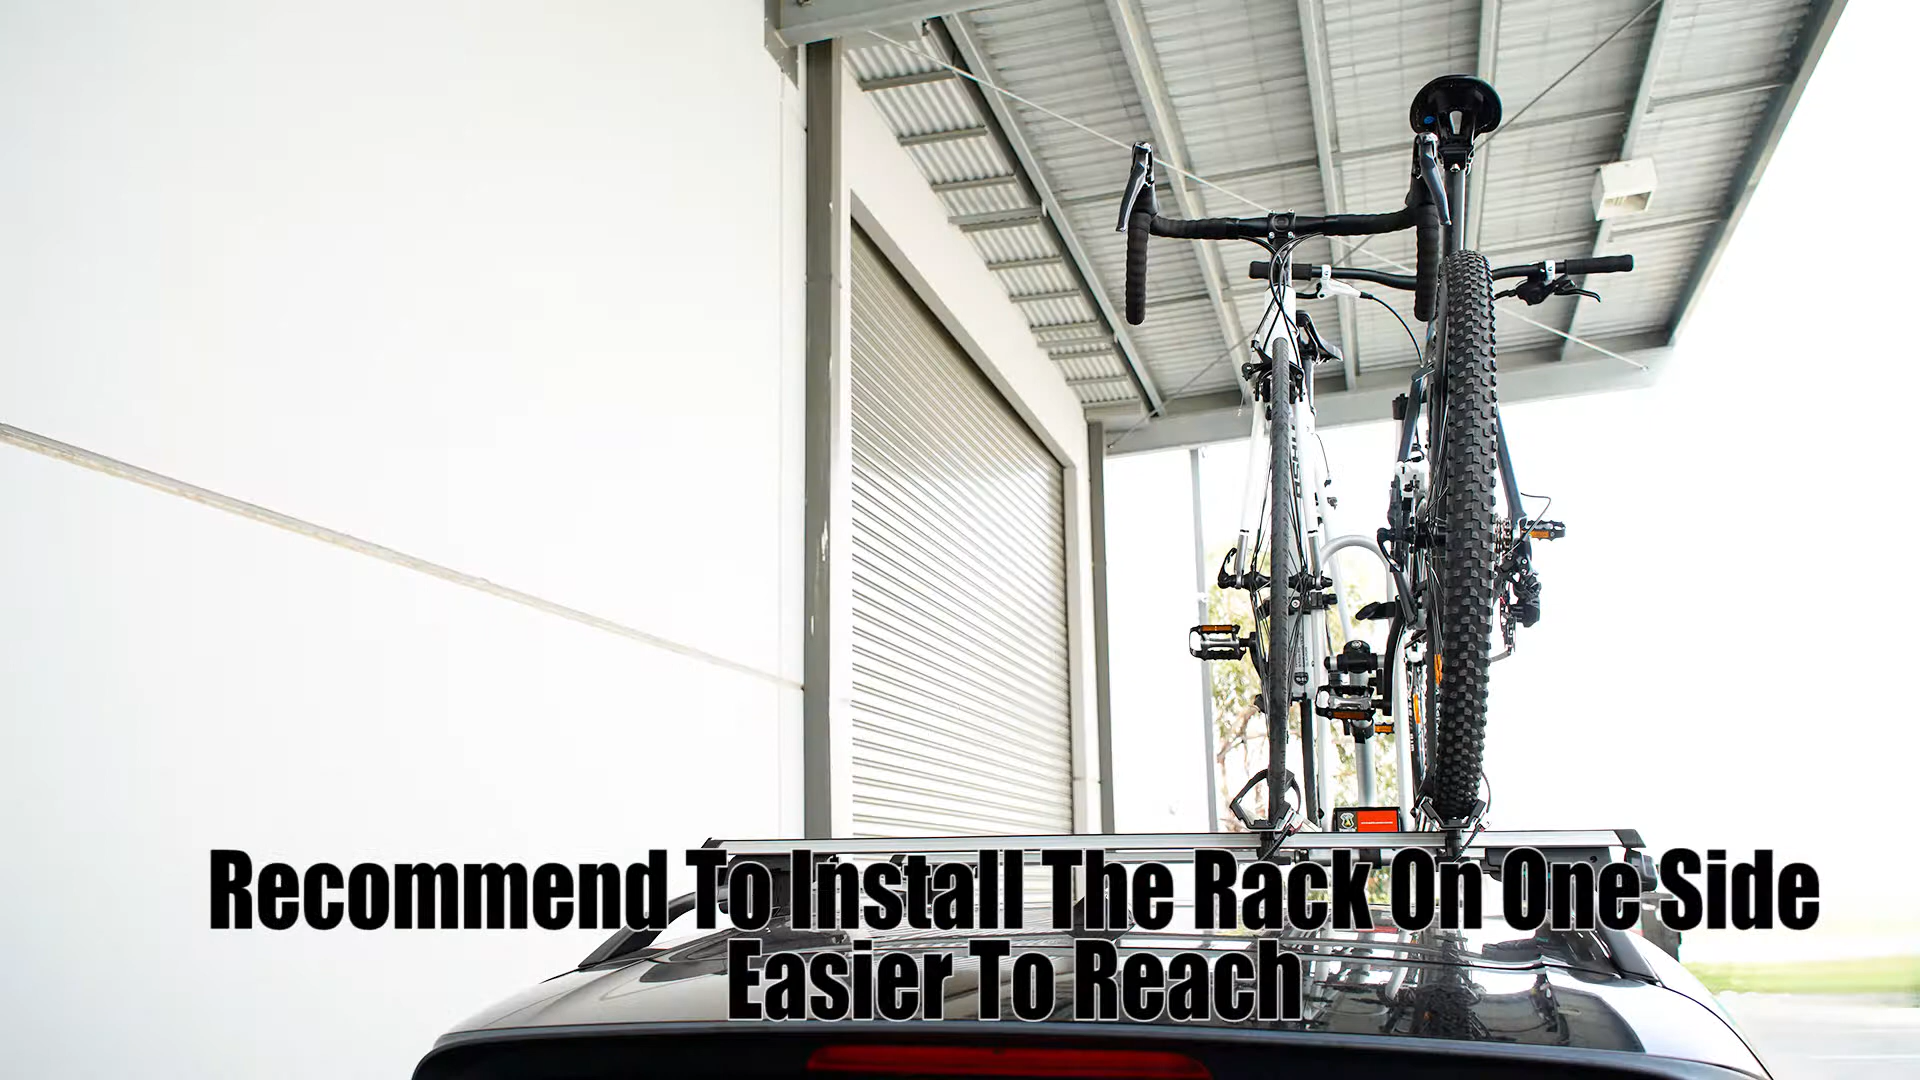 Recommend To Install The Rack On One Side
Easier To Reach